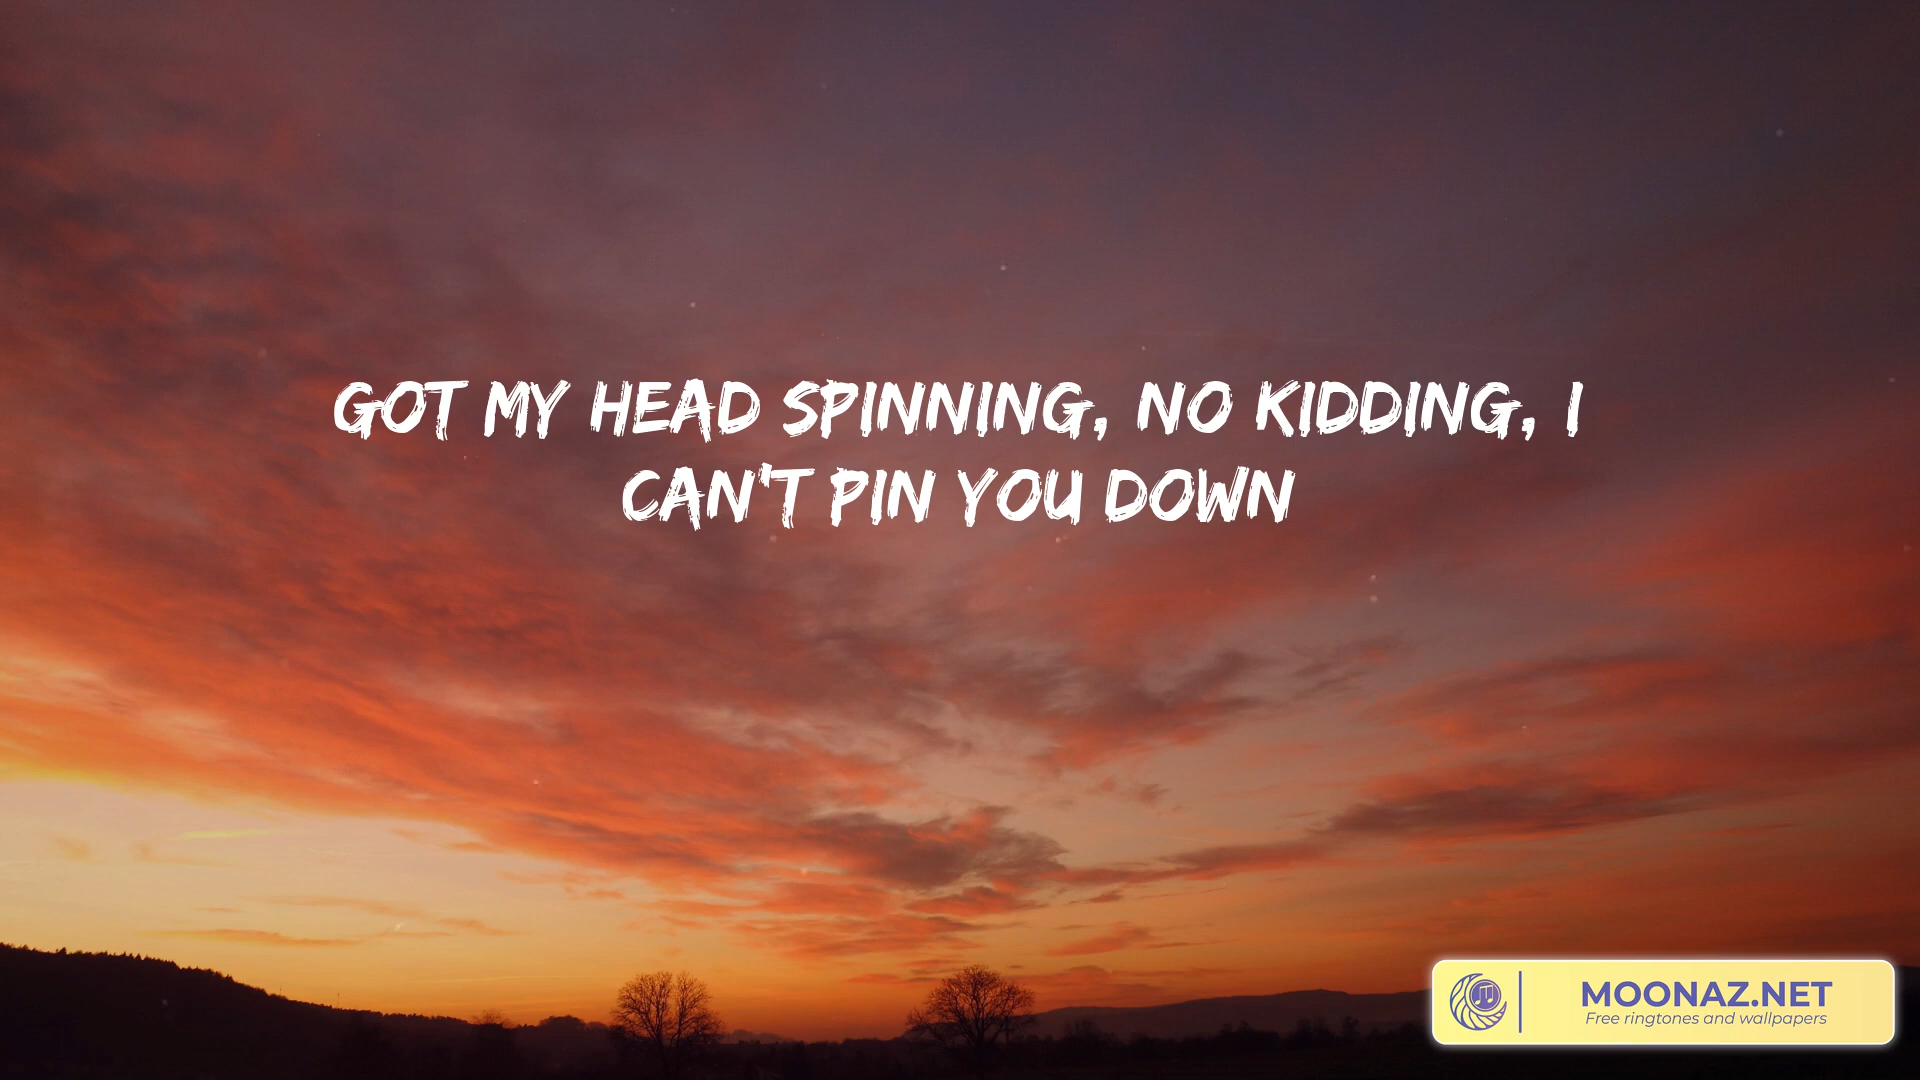 GOT MY HEAD SPINNING, NO KIDDING, I
CAN'T PIN YOU DOWN
MOONAZ.NET
Free ringtones and wallpapers